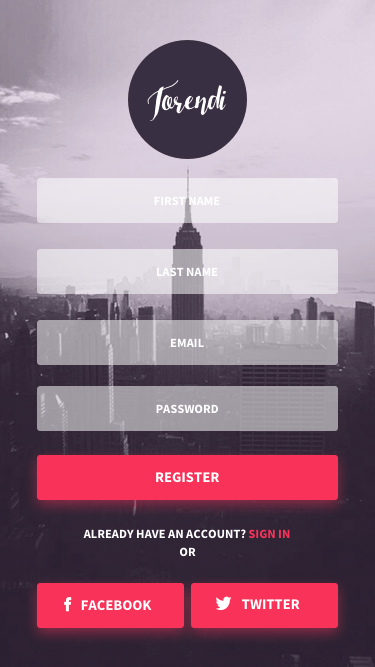 Torendi
FIRST NAME
LAST NAME
EMAIL
PASSWORD
REGISTER
ALREADY HAVE AN ACCOUNT? SIGN IN
OR
FACEBOOK
TWITTER